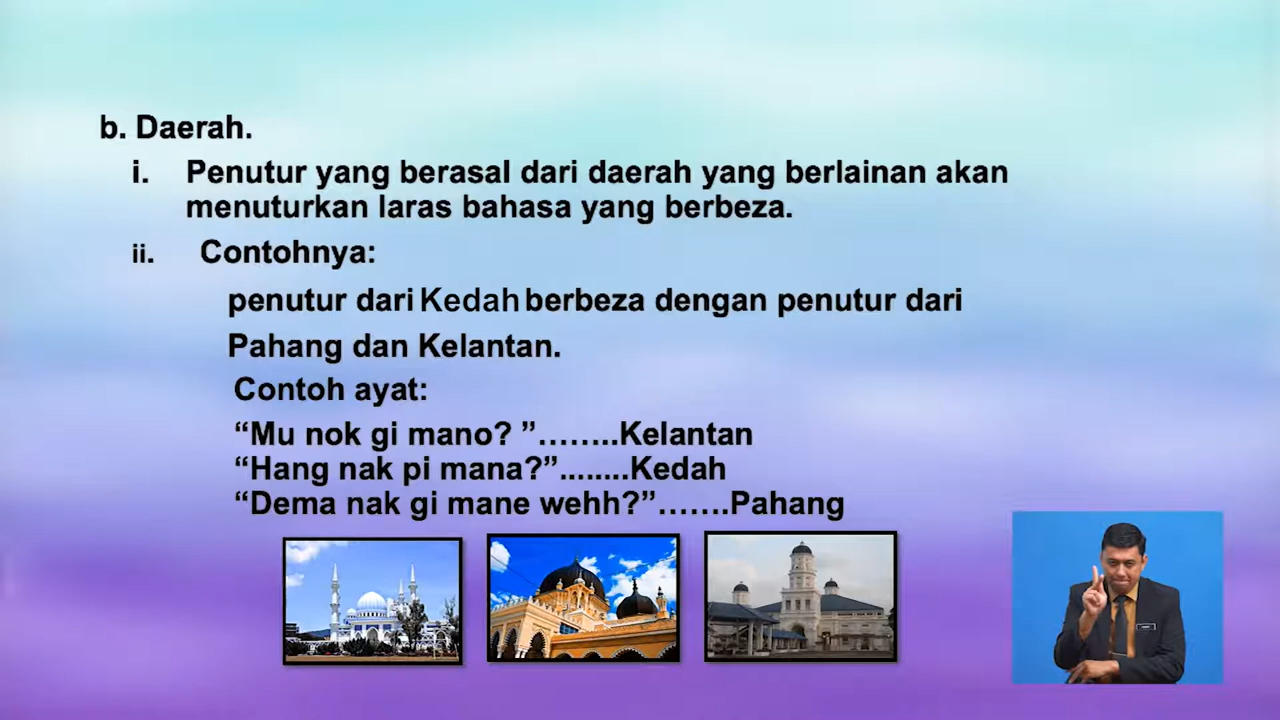 b. Daerah.
i. Penutur yang berasal dari daerah yang berlainan akan
menuturkan laras bahasa yang berbeza.
ii. Contohnya:
penutur dari Kedah berbeza dengan penutur dari
Pahang dan Kelantan.
Contoh ayat:
“Mu nok gi mano? ”……..Kelantan
“Hang nak pi mana?”........Kedah
“Dema nak gi mane wehh?”…….Pahang